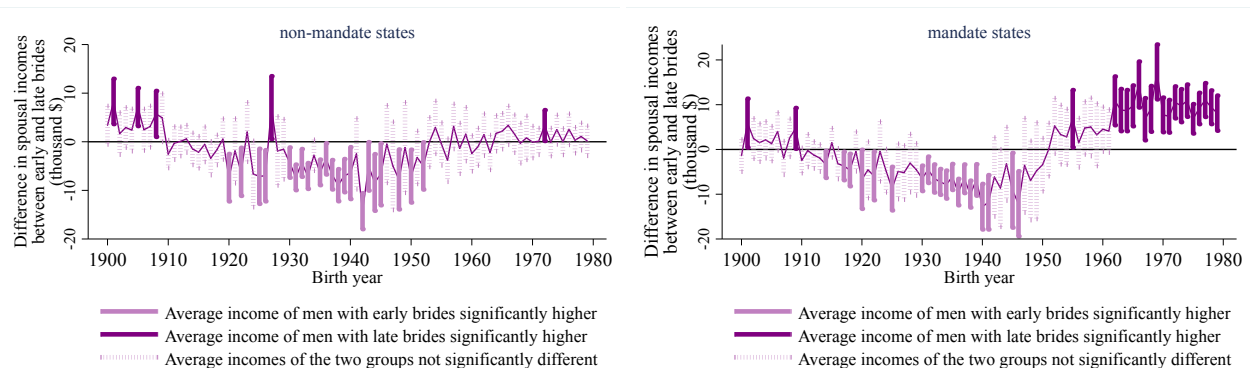 non-mandate states
Difference in spousal incomes
between early and late brides
(thousand $)
20
10
0
-10
-20
1900 1910 1920 1930 1940 1950 1960 1970 1980
Birth year
Average income of men with early brides significantly higher
Average income of men with late brides significantly higher
Average incomes of the two groups not significantly different
mandate states
Difference in spousal incomes
between early and late brides
(thousand $)
20
10
0
-10
-20
1900 1910 1920 1930 1940 1950 1960 1970 1980
Birth year
Average income of men with early brides significantly higher
Average income of men with late brides significantly higher
Average incomes of the two groups not significantly different